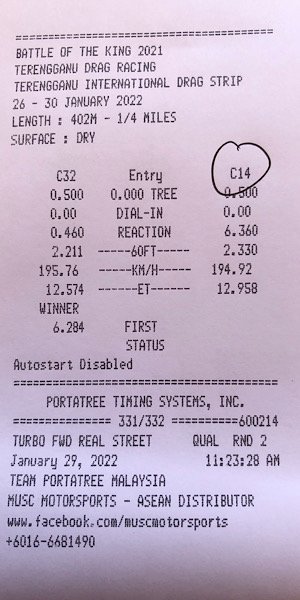 ========================================
BATTLE OF THE KING 2021
TERENGGANU DRAG RACING
TERENGGANU INTERNATIONAL DRAG STRIP
26 - 30 JANUARY 2022
LENGTH : 402M - 1/4 MILES
SURFACE : DRY
C32 Entry C14
0.500 0.000 TREE 0.500
0.00 DIAL-IN 0.00
0.460 REACTION 6.360
2.211 -----60FT----- 2.330
195.76 -----KM/H----- 194.92
12.574 ------ET------ 12.958
WINNER
6.284 FIRST
STATUS
Autostart Disabled
========================================
PORTATREE TIMING SYSTEMS, INC.
=============== 331/332 ==========600214
TURBO FWD REAL STREET QUAL RND 2
January 29, 2022 11:23:28 AM
TEAM PORTATREE MALAYSIA
MUSC MOTORSPORTS - ASEAN DISTRIBUTOR
www.facebook.com/muscmotorsports
+6016-6681490